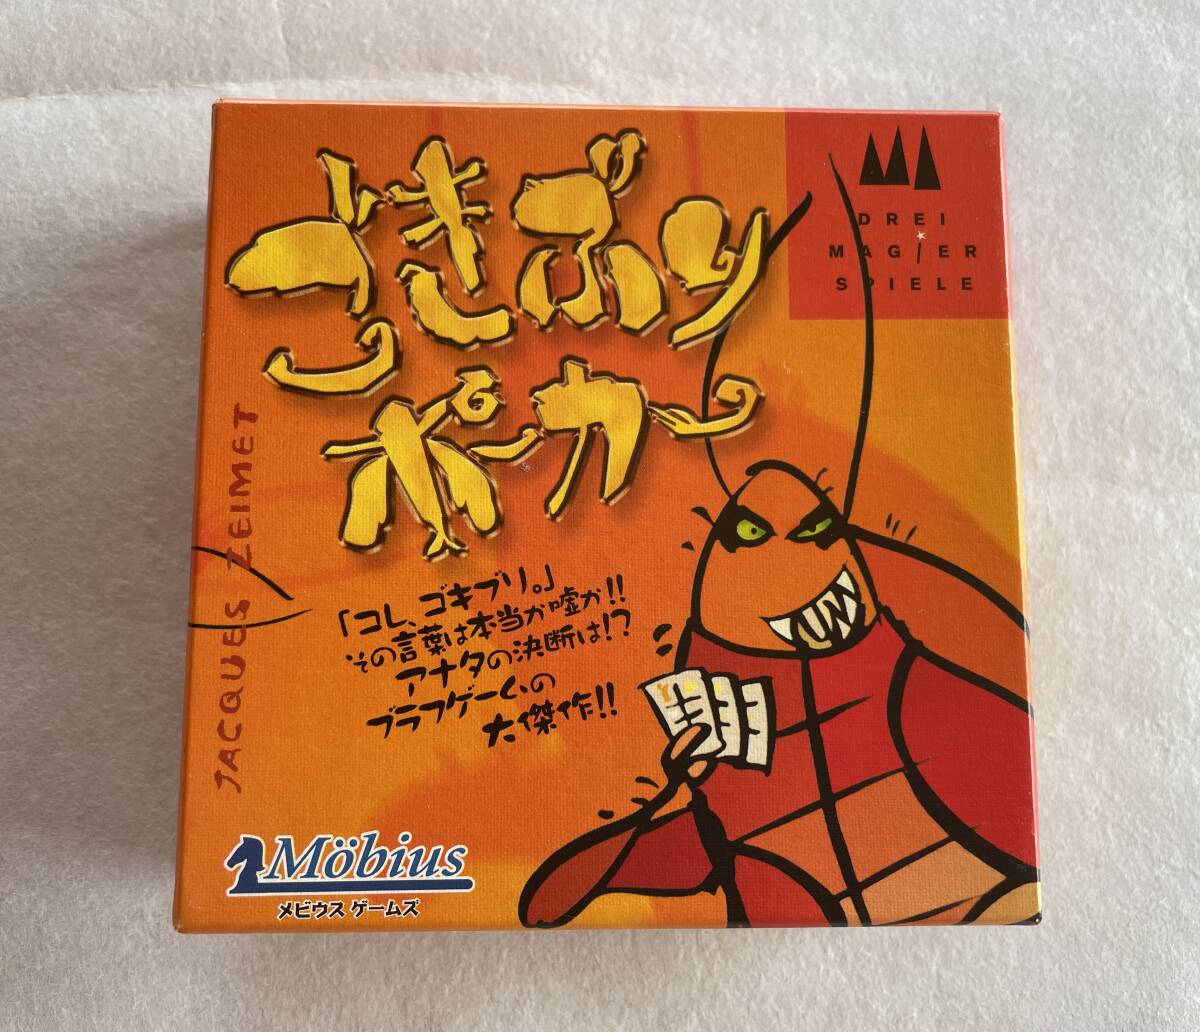 ごきぶり
ポーカー
DREI
MAGIER
SPIELE
JACQUES ZEIMET
「コレ、ゴキブリ。」
その言葉は本当か嘘か!!
アナタの決断は!?
ブラフゲームの
大傑作!!
Möbius
メビウス ゲームズ